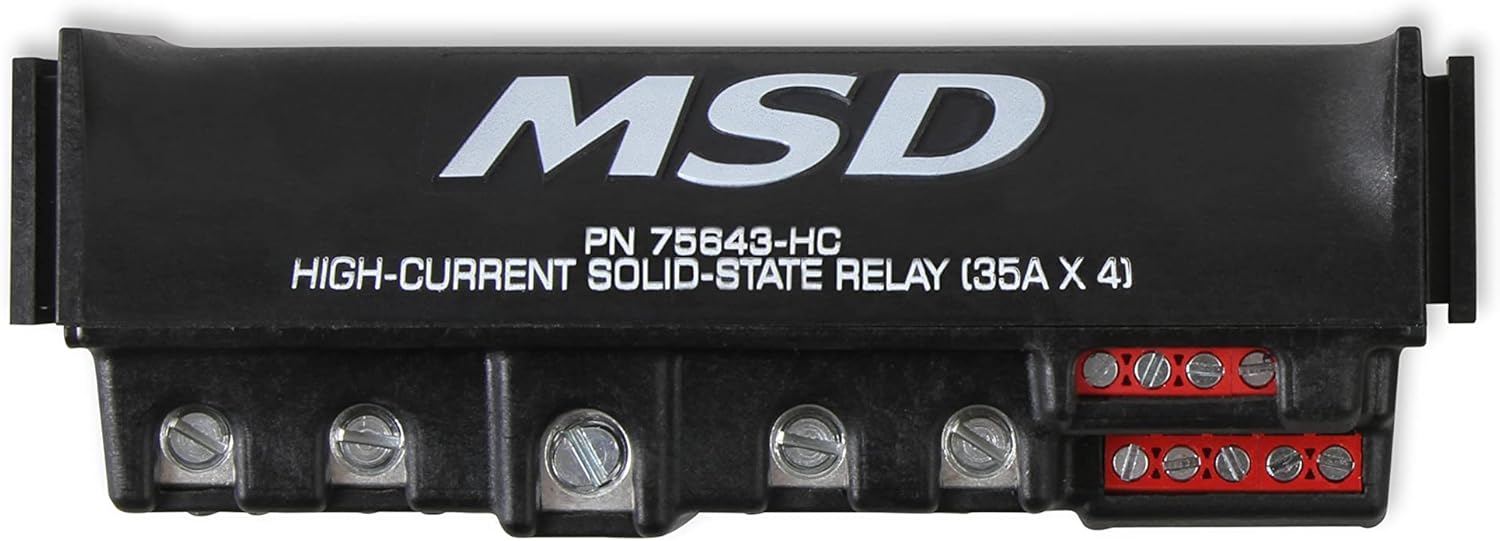 MSD
PN 75643-HC
HIGH-CURRENT SOLID-STATE RELAY (35A X 4)